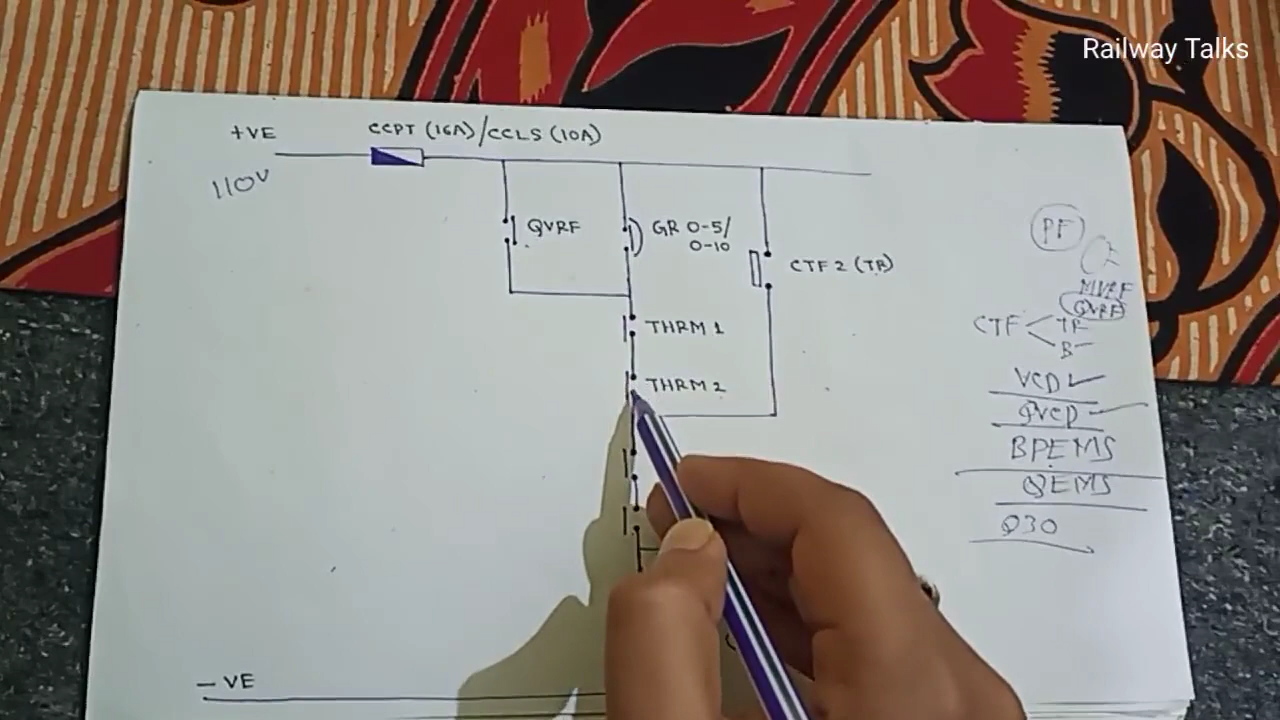 Railway Talks
+VE
CCPT (16A)/CCLS (10A)
110V
QVRF
GR 0-5/
0-10
CTF 2 (TR)
THRM 1
THRM 2
- VE
PF
MVRF
QVRF
CTF
TR
B
VCD
QVCD
BPEMS
QEMS
Q30